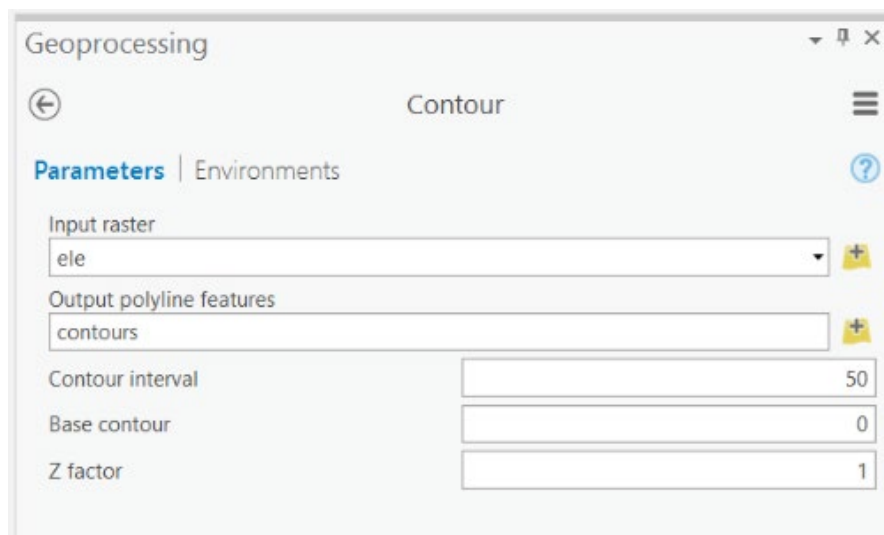 Geoprocessing
Contour
Parameters | Environments
Input raster
ele
Output polyline features
contours
Contour interval 50
Base contour 0
Z factor 1